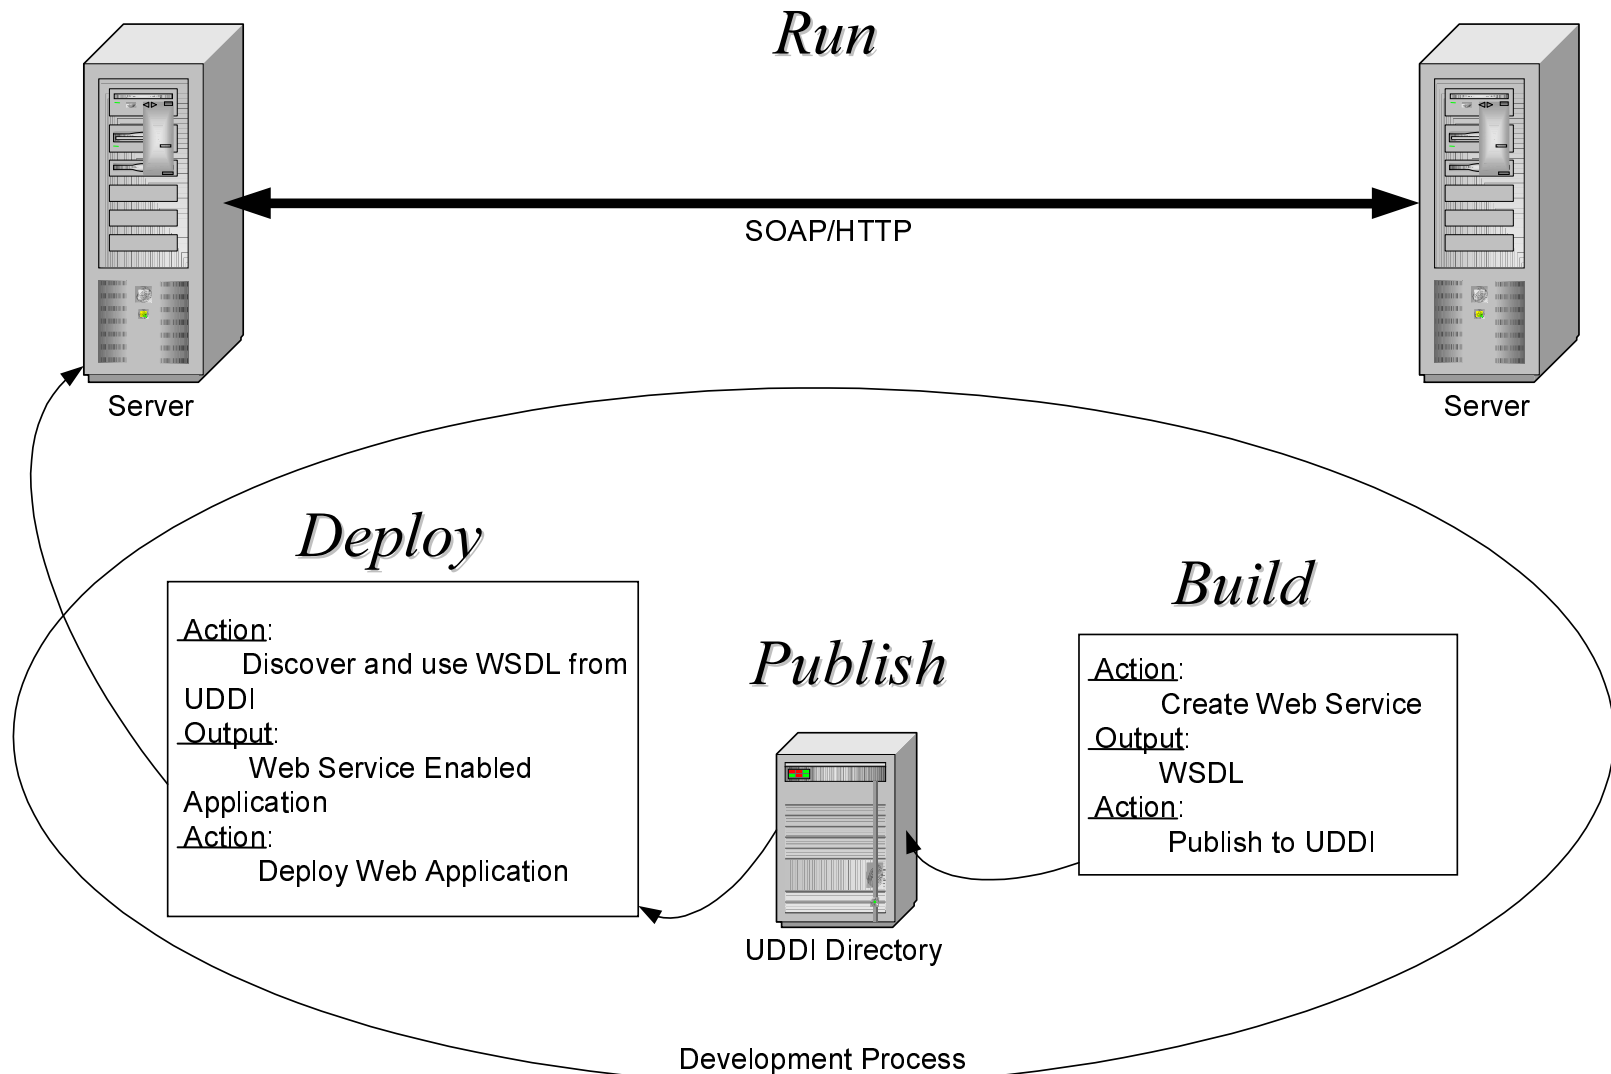 Run
SOAP/HTTP
Server
Server
Deploy
Action:
Discover and use WSDL from
UDDI
Output:
Web Service Enabled
Application
Action:
Deploy Web Application
Publish
UDDI Directory
Build
Action:
Create Web Service
Output:
WSDL
Action:
Publish to UDDI
Development Process